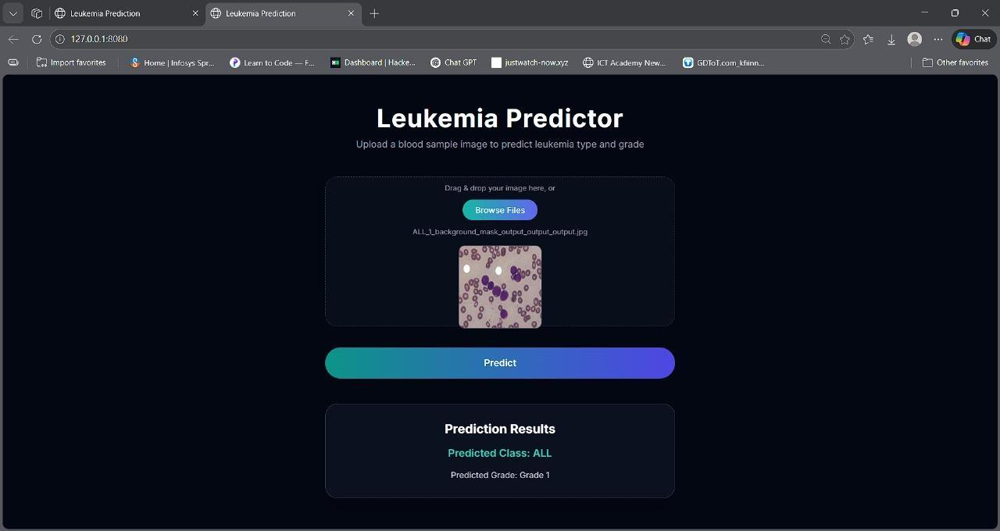 Leukemia Prediction
Leukemia Prediction
127.0.0.1:8080
Chat
Import favorites
Home | Infosys Spr...
Learn to Code — F...
Dashboard | Hacke...
Chat GPT
justwatch-now.xyz
ICT Academy New...
GDToT.com_kfiinn...
Other favorites
Leukemia Predictor
Upload a blood sample image to predict leukemia type and grade
Drag & drop your image here, or
Browse Files
ALL_1_background_mask_output_output_output.jpg
Predict
Prediction Results
Predicted Class: ALL
Predicted Grade: Grade 1